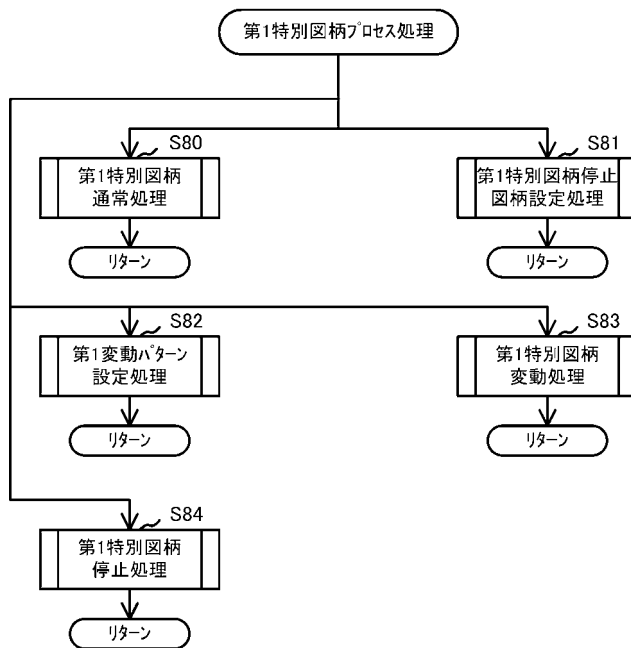 第1特別図柄プロセス処理
S80
第1特別図柄
通常処理
リターン
S81
第1特別図柄停止
図柄設定処理
リターン
S82
第1変動パターン
設定処理
リターン
S83
第1特別図柄
変動処理
リターン
S84
第1特別図柄
停止処理
リターン